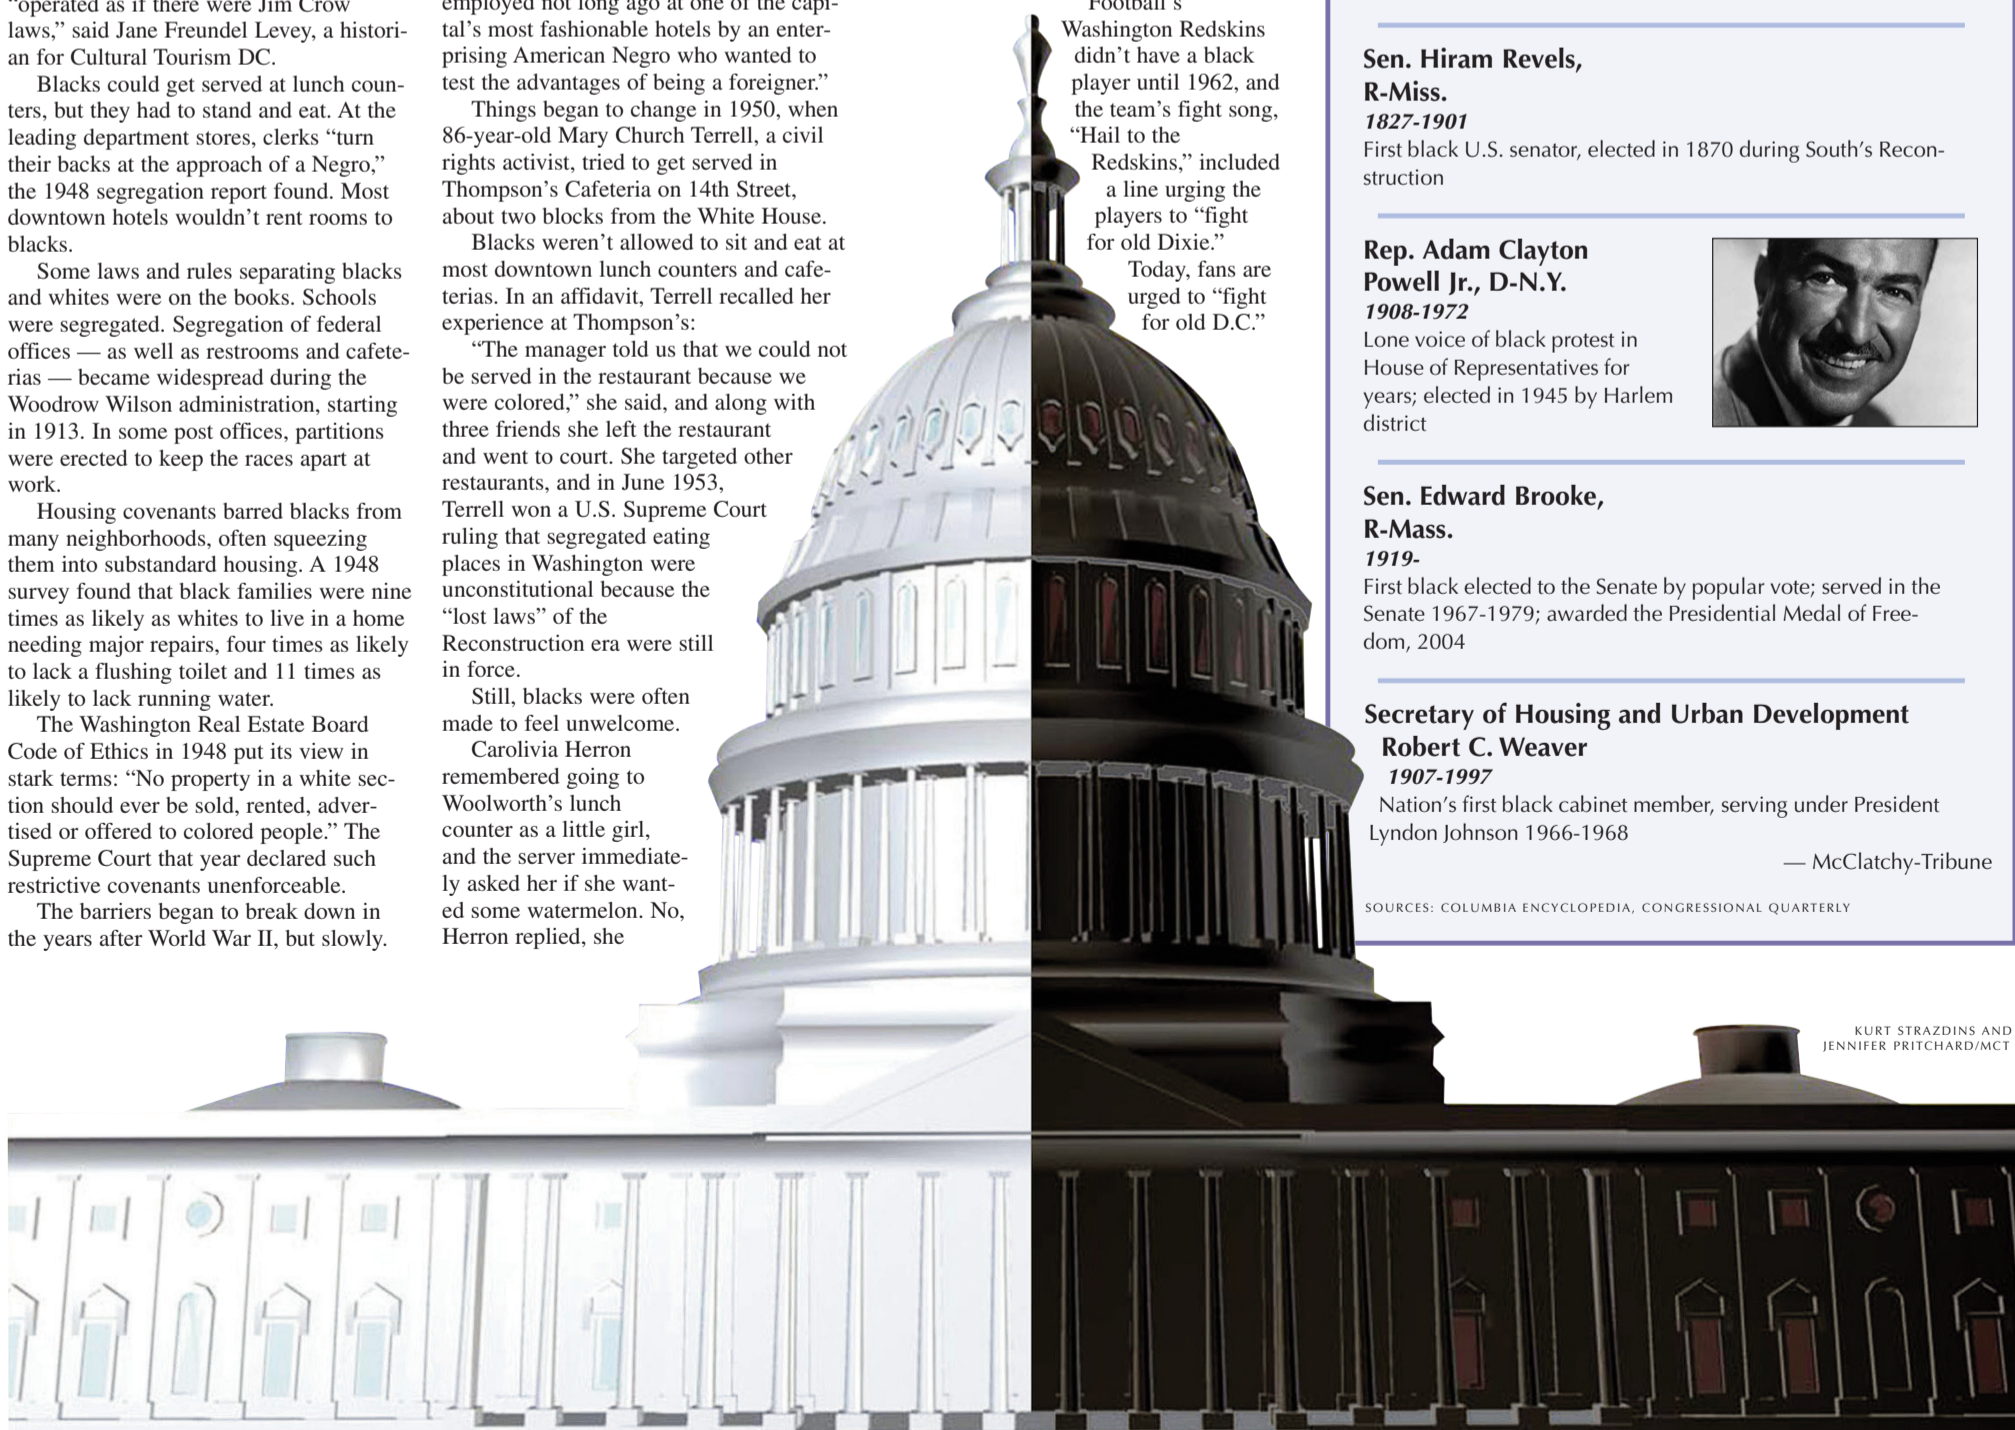 “operated as if there were Jim Crow
laws,” said Jane Freundel Levey, a histori-
an for Cultural Tourism DC.
Blacks could get served at lunch coun-
ters, but they had to stand and eat. At the
leading department stores, clerks “turn
their backs at the approach of a Negro,”
the 1948 segregation report found. Most
downtown hotels wouldn’t rent rooms to
blacks.
Some laws and rules separating blacks
and whites were on the books. Schools
were segregated. Segregation of federal
offices — as well as restrooms and cafete-
rias — became widespread during the
Woodrow Wilson administration, starting
in 1913. In some post offices, partitions
were erected to keep the races apart at
work.
Housing covenants barred blacks from
many neighborhoods, often squeezing
them into substandard housing. A 1948
survey found that black families were nine
times as likely as whites to live in a home
needing major repairs, four times as likely
to lack a flushing toilet and 11 times as
likely to lack running water.
The Washington Real Estate Board
Code of Ethics in 1948 put its view in
stark terms: “No property in a white sec-
tion should ever be sold, rented, adver-
tised or offered to colored people.” The
Supreme Court that year declared such
restrictive covenants unenforceable.
The barriers began to break down in
the years after World War II, but slowly.
employed not long ago at one of the capi-
tal’s most fashionable hotels by an enter-
prising American Negro who wanted to
test the advantages of being a foreigner.”
Things began to change in 1950, when
86-year-old Mary Church Terrell, a civil
rights activist, tried to get served in
Thompson’s Cafeteria on 14th Street,
about two blocks from the White House.
Blacks weren’t allowed to sit and eat at
most downtown lunch counters and cafe-
terias. In an affidavit, Terrell recalled her
experience at Thompson’s:
“The manager told us that we could not
be served in the restaurant because we
were colored,” she said, and along with
three friends she left the restaurant
and went to court. She targeted other
restaurants, and in June 1953,
Terrell won a U.S. Supreme Court
ruling that segregated eating
places in Washington were
unconstitutional because the
“lost laws” of the
Reconstruction era were still
in force.
Still, blacks were often
made to feel unwelcome.
Carolivia Herron
remembered going to
Woolworth’s lunch
counter as a little girl,
and the server immediate-
ly asked her if she want-
ed some watermelon. No,
Herron replied, she
Football’s
Washington Redskins
didn’t have a black
player until 1962, and
the team’s fight song,
“Hail to the
Redskins,” included
a line urging the
players to “fight
for old Dixie.”
Today, fans are
urged to “fight
for old D.C.”
Sen. Hiram Revels,
R-Miss.
1827-1901
First black U.S. senator, elected in 1870 during South’s Recon-
struction
Rep. Adam Clayton
Powell Jr., D-N.Y.
1908-1972
Lone voice of black protest in
House of Representatives for
years; elected in 1945 by Harlem
district
Sen. Edward Brooke,
R-Mass.
1919-
First black elected to the Senate by popular vote; served in the
Senate 1967-1979; awarded the Presidential Medal of Free-
dom, 2004
Secretary of Housing and Urban Development
Robert C. Weaver
1907-1997
Nation’s first black cabinet member, serving under President
Lyndon Johnson 1966-1968
— McClatchy-Tribune
SOURCES: COLUMBIA ENCYCLOPEDIA, CONGRESSIONAL QUARTERLY
KURT STRAZDINS AND
JENNIFER PRITCHARD/MCT